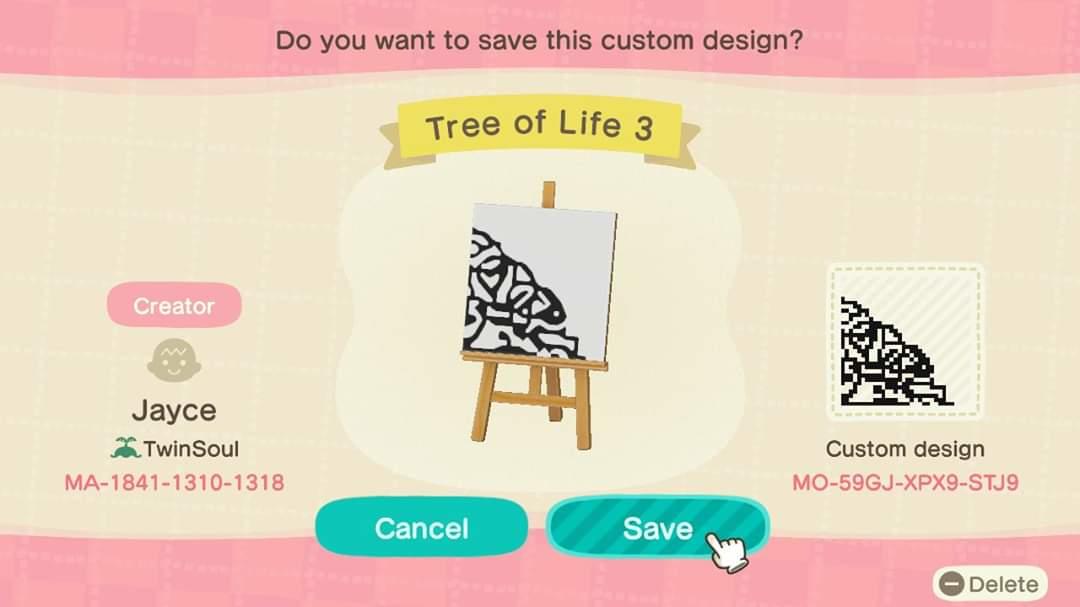 Do you want to save this custom design?
Tree of Life 3
Creator
Jayce
TwinSoul
MA-1841-1310-1318
Custom design
MO-59GJ-XPX9-STJ9
Cancel
Save
Delete